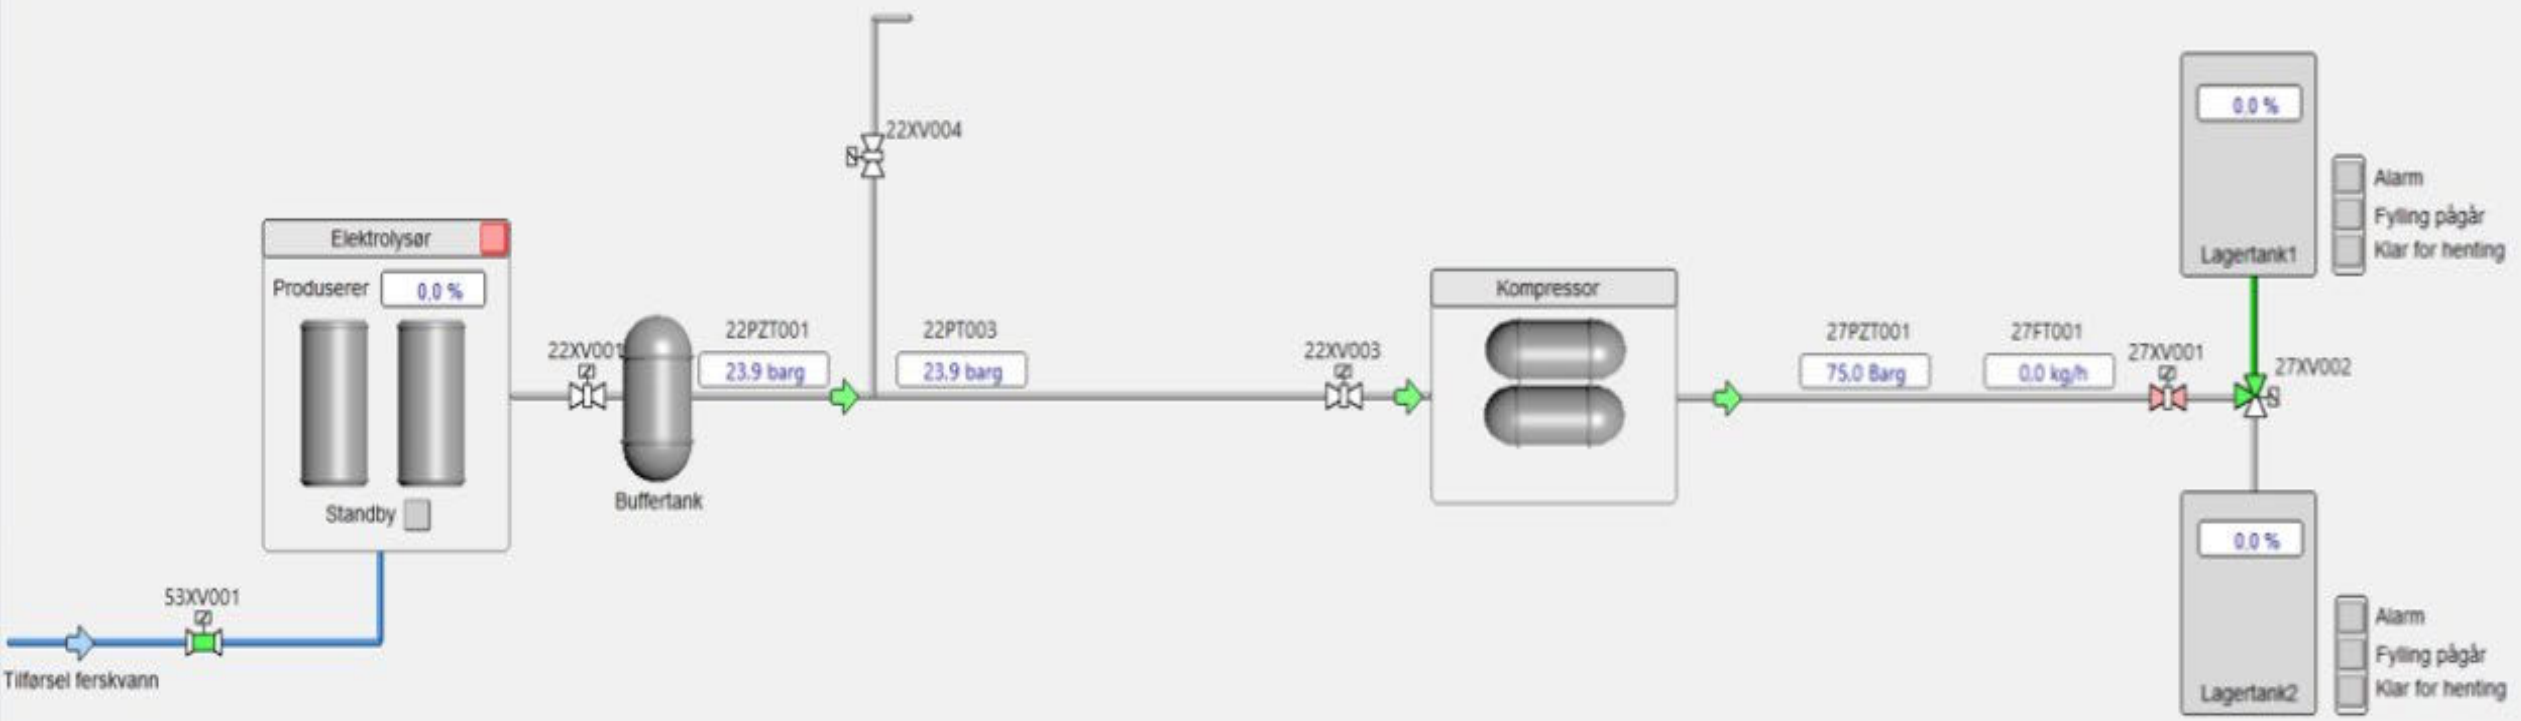 22XV004
Elektrolysør
Produserer 0,0 %
Standby
22XV001
Buffertank
22PZT001
23,9 barg
22PT003
23,9 barg
22XV003
Kompressor
27PZT001
75,0 Barg
27FT001
0,0 kg/h
27XV001
27XV002
0,0 %
Lagertank1
Alarm
Fylling pågår
Klar for henting
0,0 %
Lagertank2
Alarm
Fylling pågår
Klar for henting
53XV001
Tilførsel ferskvann